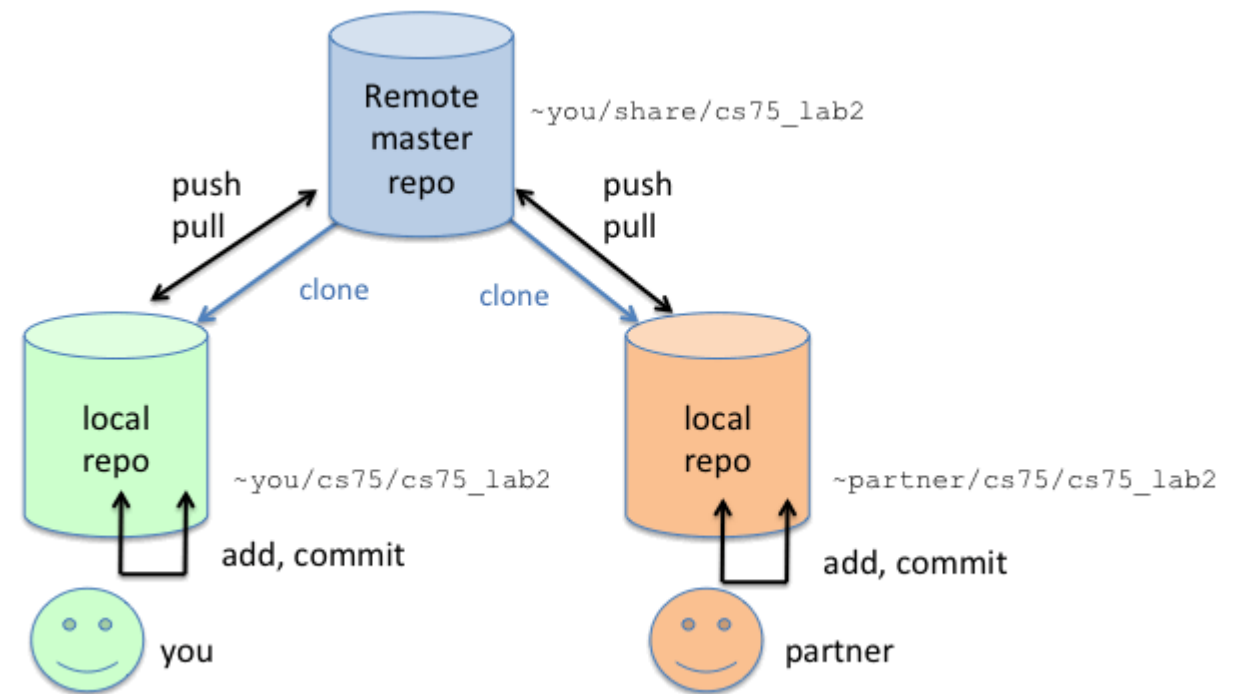 Remote
master
repo
~you/share/cs75_lab2
push
pull
push
pull
clone
clone
local
repo
~you/cs75/cs75_lab2
add, commit
you
local
repo
~partner/cs75/cs75_lab2
add, commit
partner